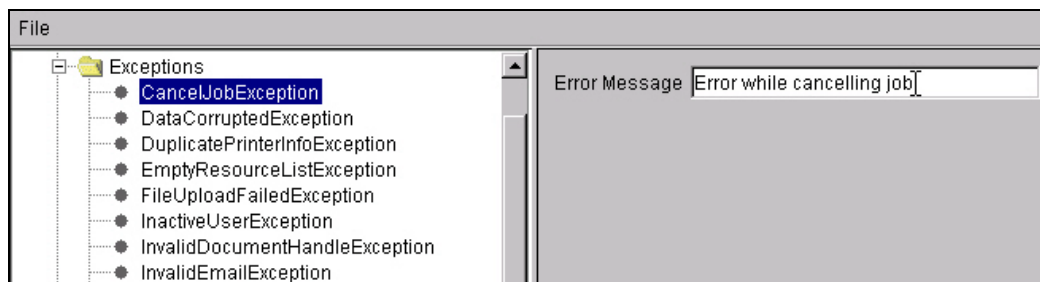 File
Exceptions
CancelJobException
DataCorruptedException
DuplicatePrinterInfoException
EmptyResourceListException
FileUploadFailedException
InactiveUserException
InvalidDocumentHandleException
InvalidEmailException
Error Message Error while cancelling job